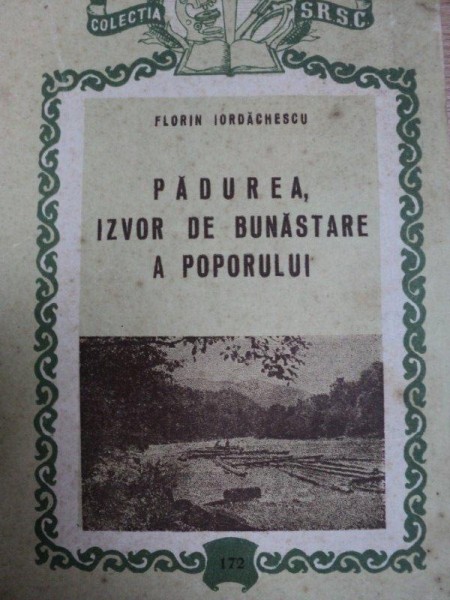 COLECȚIA S.R.S.C.
FLORIN IORDĂCHESCU
PĂDUREA,
IZVOR DE BUNĂSTARE
A POPORULUI
172